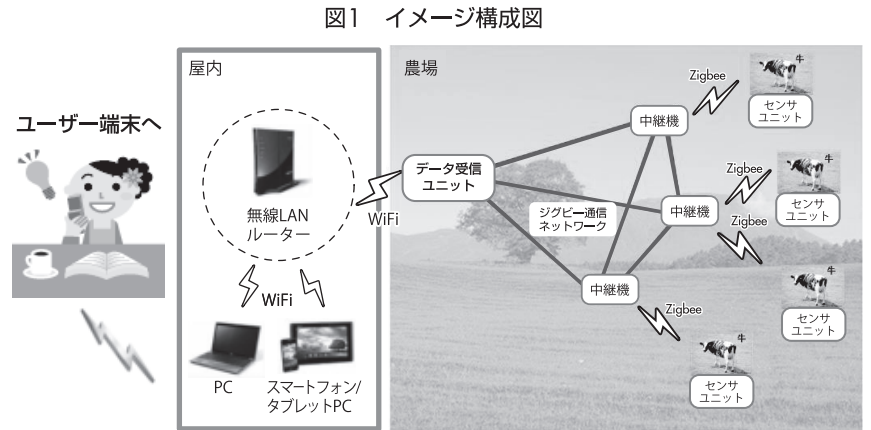 図1　イメージ構成図
ユーザー端末へ
屋内
無線LAN
ルーター
WiFi
PC
スマートフォン/
タブレットPC
WiFi
農場
データ受信
ユニット
ジグビー通信
ネットワーク
中継機
Zigbee
牛
センサ
ユニット
中継機
Zigbee
牛
センサ
ユニット
Zigbee
牛
センサ
ユニット
中継機
Zigbee
牛
センサ
ユニット